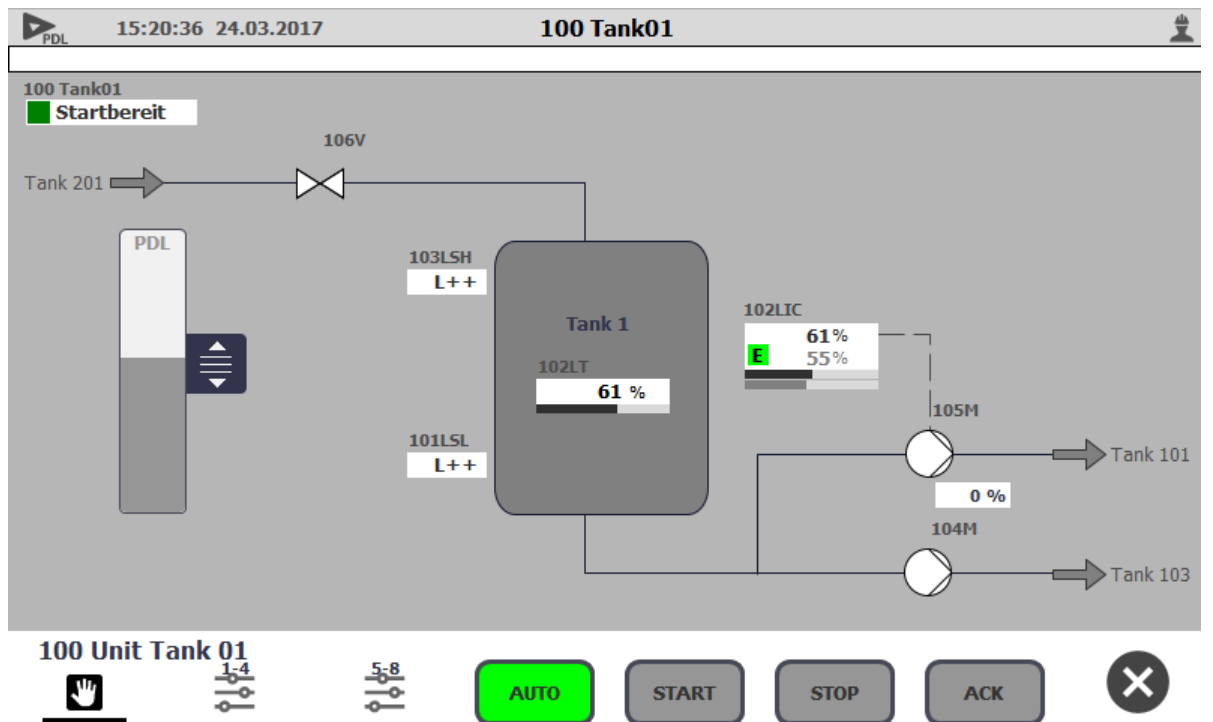 PDL 15:20:36 24.03.2017 100 Tank01
100 Tank01
Startbereit
106V
Tank 201
PDL
103LSH
L++
Tank 1
102LT
61 %
102LIC
61%
E 55%
101LSL
L++
105M
Tank 101
0 %
104M
Tank 103
100 Unit Tank 01
1-4
5-8
AUTO START STOP ACK